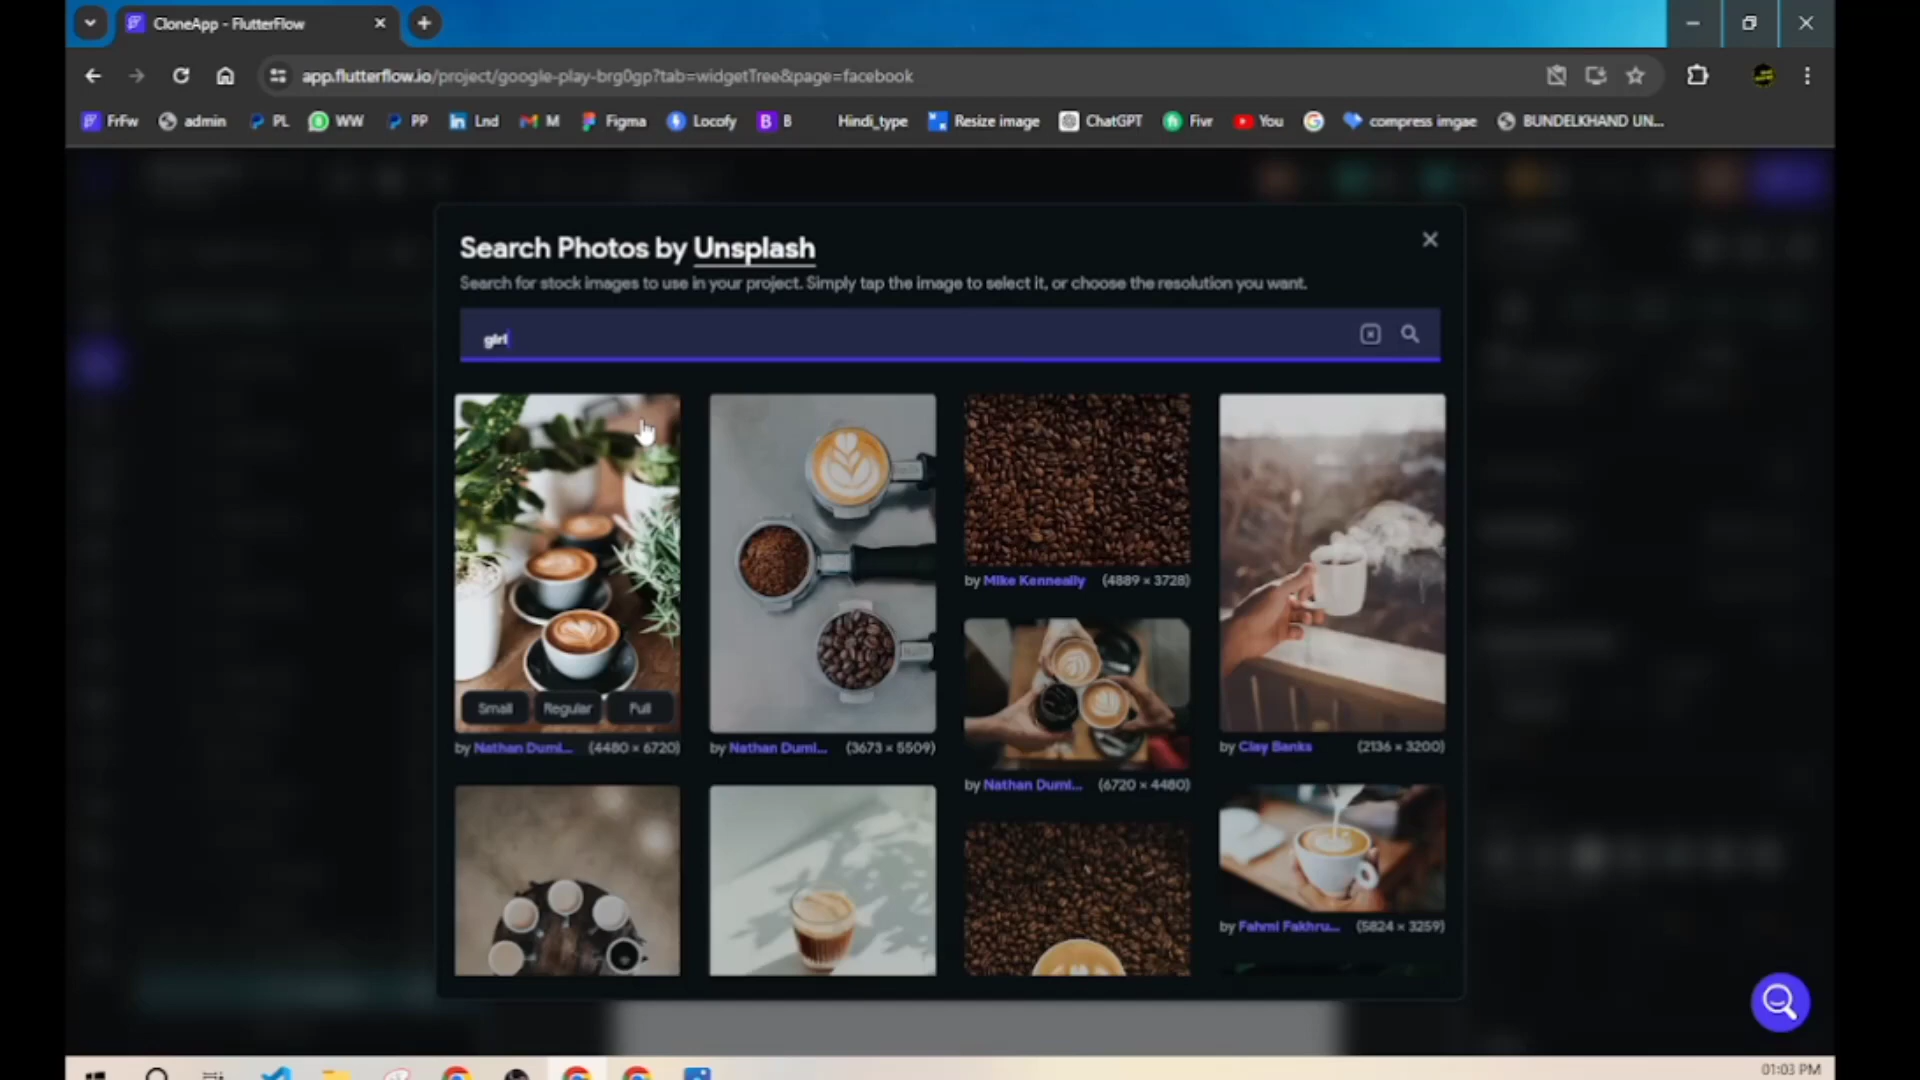 CloneApp - FlutterFlow
app.flutterflow.io/project/google-play-brg0gp?tab=widgetTree&page=facebook
FrFw admin PL WW PP Lnd M Figma Locofy B Hindi_type Resize image ChatGPT Fivr You compress imgae BUNDELKHAND UN...
Search Photos by Unsplash
Search for stock images to use in your project. Simply tap the image to select it, or choose the resolution you want.
girl
by Mike Kenneally (4889 × 3728)
Small Regular Full
by Nathan Dumi... (4480 × 6720)
by Nathan Dumi... (3673 × 5509)
by Clay Banks (2136 × 3200)
by Nathan Dumi... (6720 × 4480)
by Fahmi Fakhru... (5824 × 3259)
01:03 PM